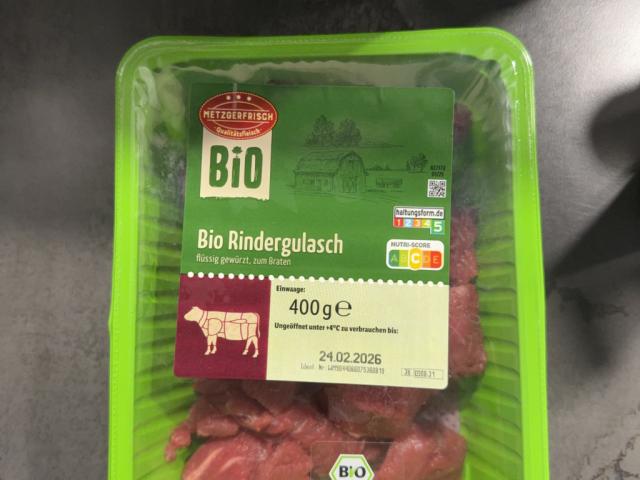 METZGERFRISCH
Qualitätsfleisch
BIO
haltungsform.de
1 2 3 4 5
NUTRI-SCORE
A B C D E
Bio Rindergulasch
flüssig gewürzt, zum Braten
Einwaage:
400g e
Ungeöffnet unter +4°C zu verbrauchen bis:
24.02.2026
BIO